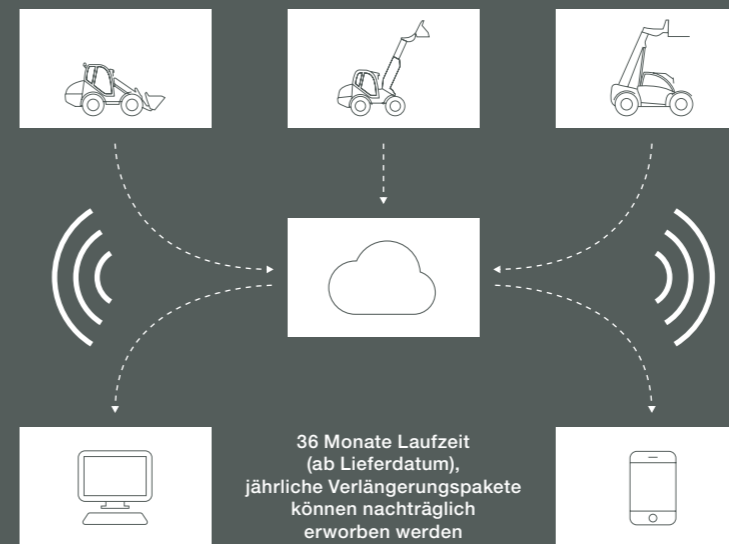 36 Monate Laufzeit
(ab Lieferdatum),
jährliche Verlängerungspakete
können nachträglich
erworben werden